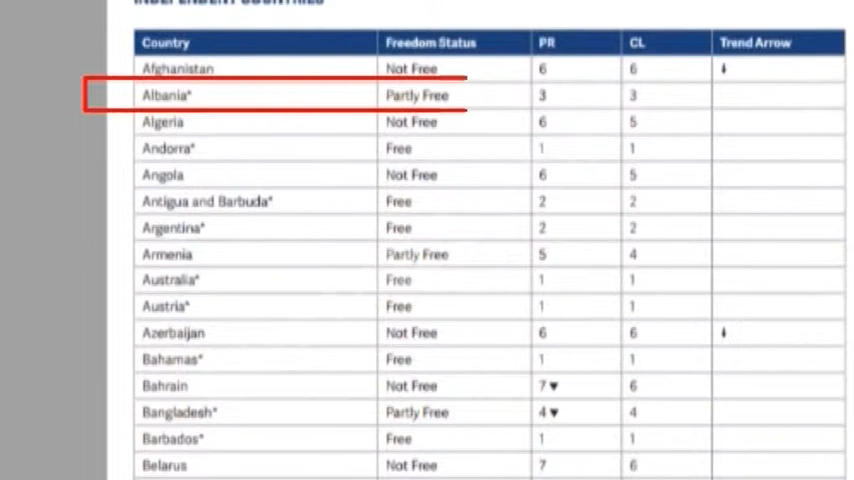 INDEPENDENT COUNTRIES
Country Freedom Status PR CL Trend Arrow
Afghanistan Not Free 6 6 ↓
Albania* Partly Free 3 3
Algeria Not Free 6 5
Andorra* Free 1 1
Angola Not Free 6 5
Antigua and Barbuda* Free 2 2
Argentina* Free 2 2
Armenia Partly Free 5 4
Australia* Free 1 1
Austria* Free 1 1
Azerbaijan Not Free 6 6 ↓
Bahamas* Free 1 1
Bahrain Not Free 7 ▼ 6
Bangladesh* Partly Free 4 ▼ 4
Barbados* Free 1 1
Belarus Not Free 7 6